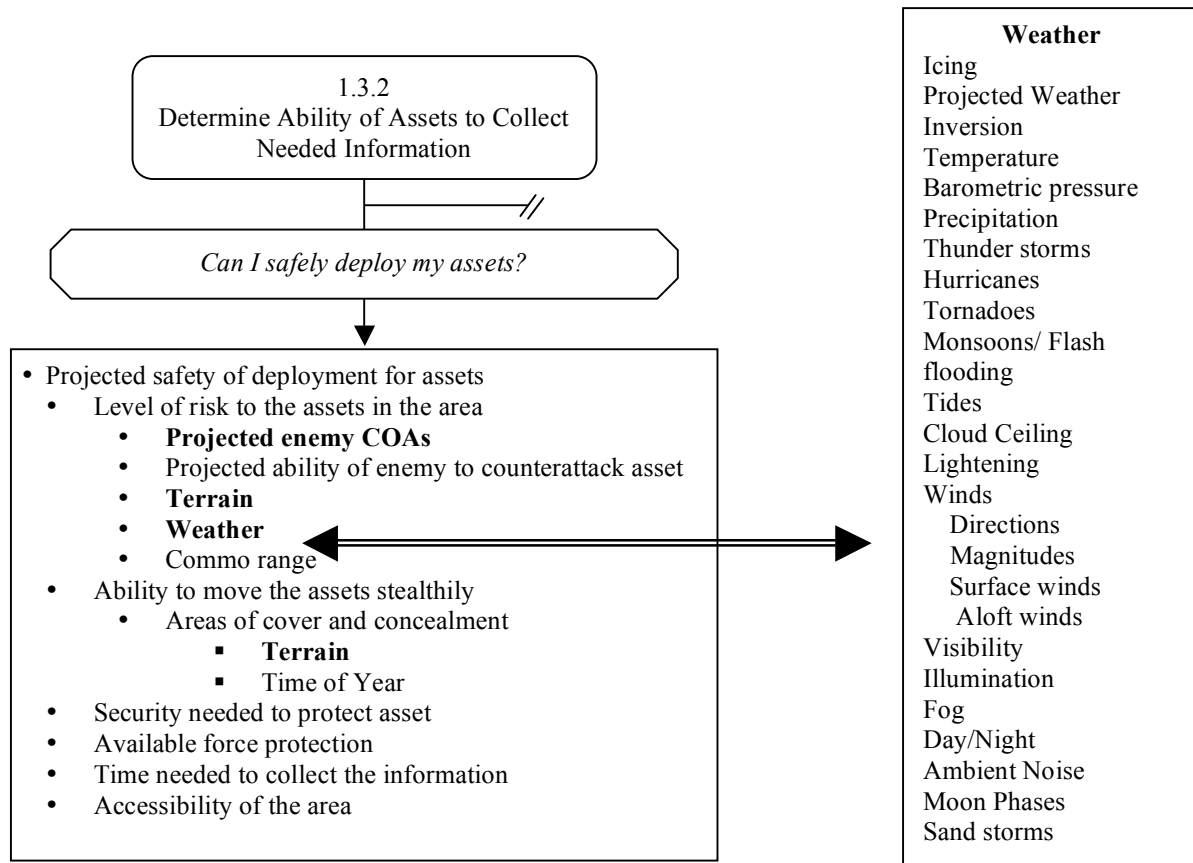 1.3.2
Determine Ability of Assets to Collect
Needed Information
Can I safely deploy my assets?
• Projected safety of deployment for assets
• Level of risk to the assets in the area
• Projected enemy COAs
• Projected ability of enemy to counterattack asset
• Terrain
• Weather
• Commo range
• Ability to move the assets stealthily
• Areas of cover and concealment
▪ Terrain
▪ Time of Year
• Security needed to protect asset
• Available force protection
• Time needed to collect the information
• Accessibility of the area
Weather
Icing
Projected Weather
Inversion
Temperature
Barometric pressure
Precipitation
Thunder storms
Hurricanes
Tornadoes
Monsoons/ Flash
flooding
Tides
Cloud Ceiling
Lightening
Winds
Directions
Magnitudes
Surface winds
Aloft winds
Visibility
Illumination
Fog
Day/Night
Ambient Noise
Moon Phases
Sand storms